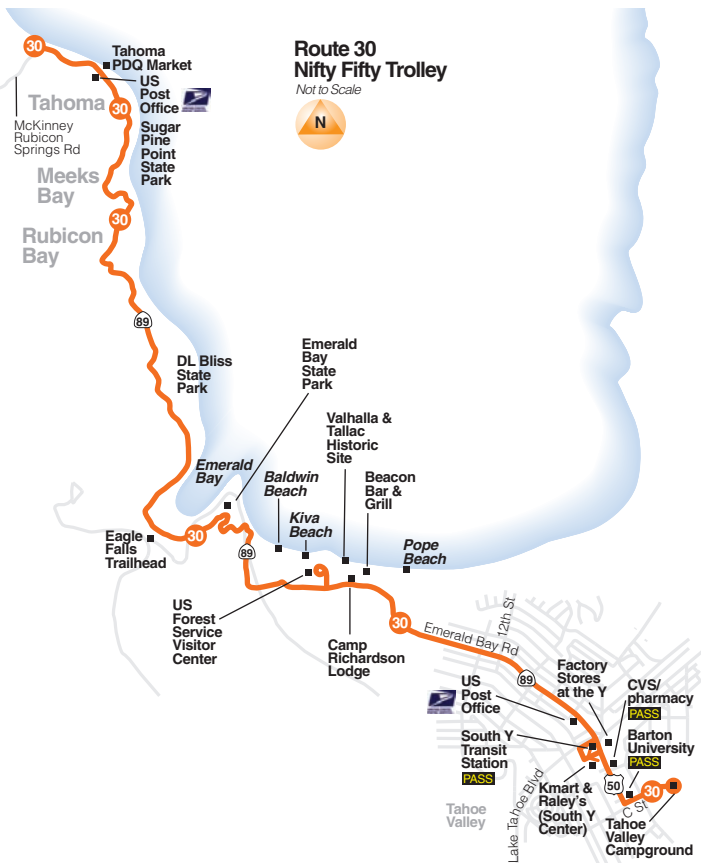 Route 30
Nifty Fifty Trolley
Not to Scale
N
30
Tahoma
PDQ Market
US
Post
Office
Tahoma
30
McKinney
Rubicon
Springs Rd
Sugar
Pine
Point
State
Park
Meeks
Bay
30
Rubicon
Bay
89
DL Bliss
State
Park
Emerald
Bay
State
Park
Valhalla &
Tallac
Historic
Site
Emerald
Bay
Baldwin
Beach
Beacon
Bar &
Grill
Kiva
Beach
Eagle
Falls
Trailhead
30
89
Pope
Beach
US
Forest
Service
Visitor
Center
Camp
Richardson
Lodge
30
Emerald Bay Rd
12th St
89
US
Post
Office
Factory
Stores
at the Y
CVS/
pharmacy
PASS
South Y
Transit
Station
PASS
Barton
University
PASS
Kmart &
Raley's
(South Y
Center)
50
30
C St
Tahoe
Valley
Lake Tahoe Blvd
Tahoe
Valley
Campground